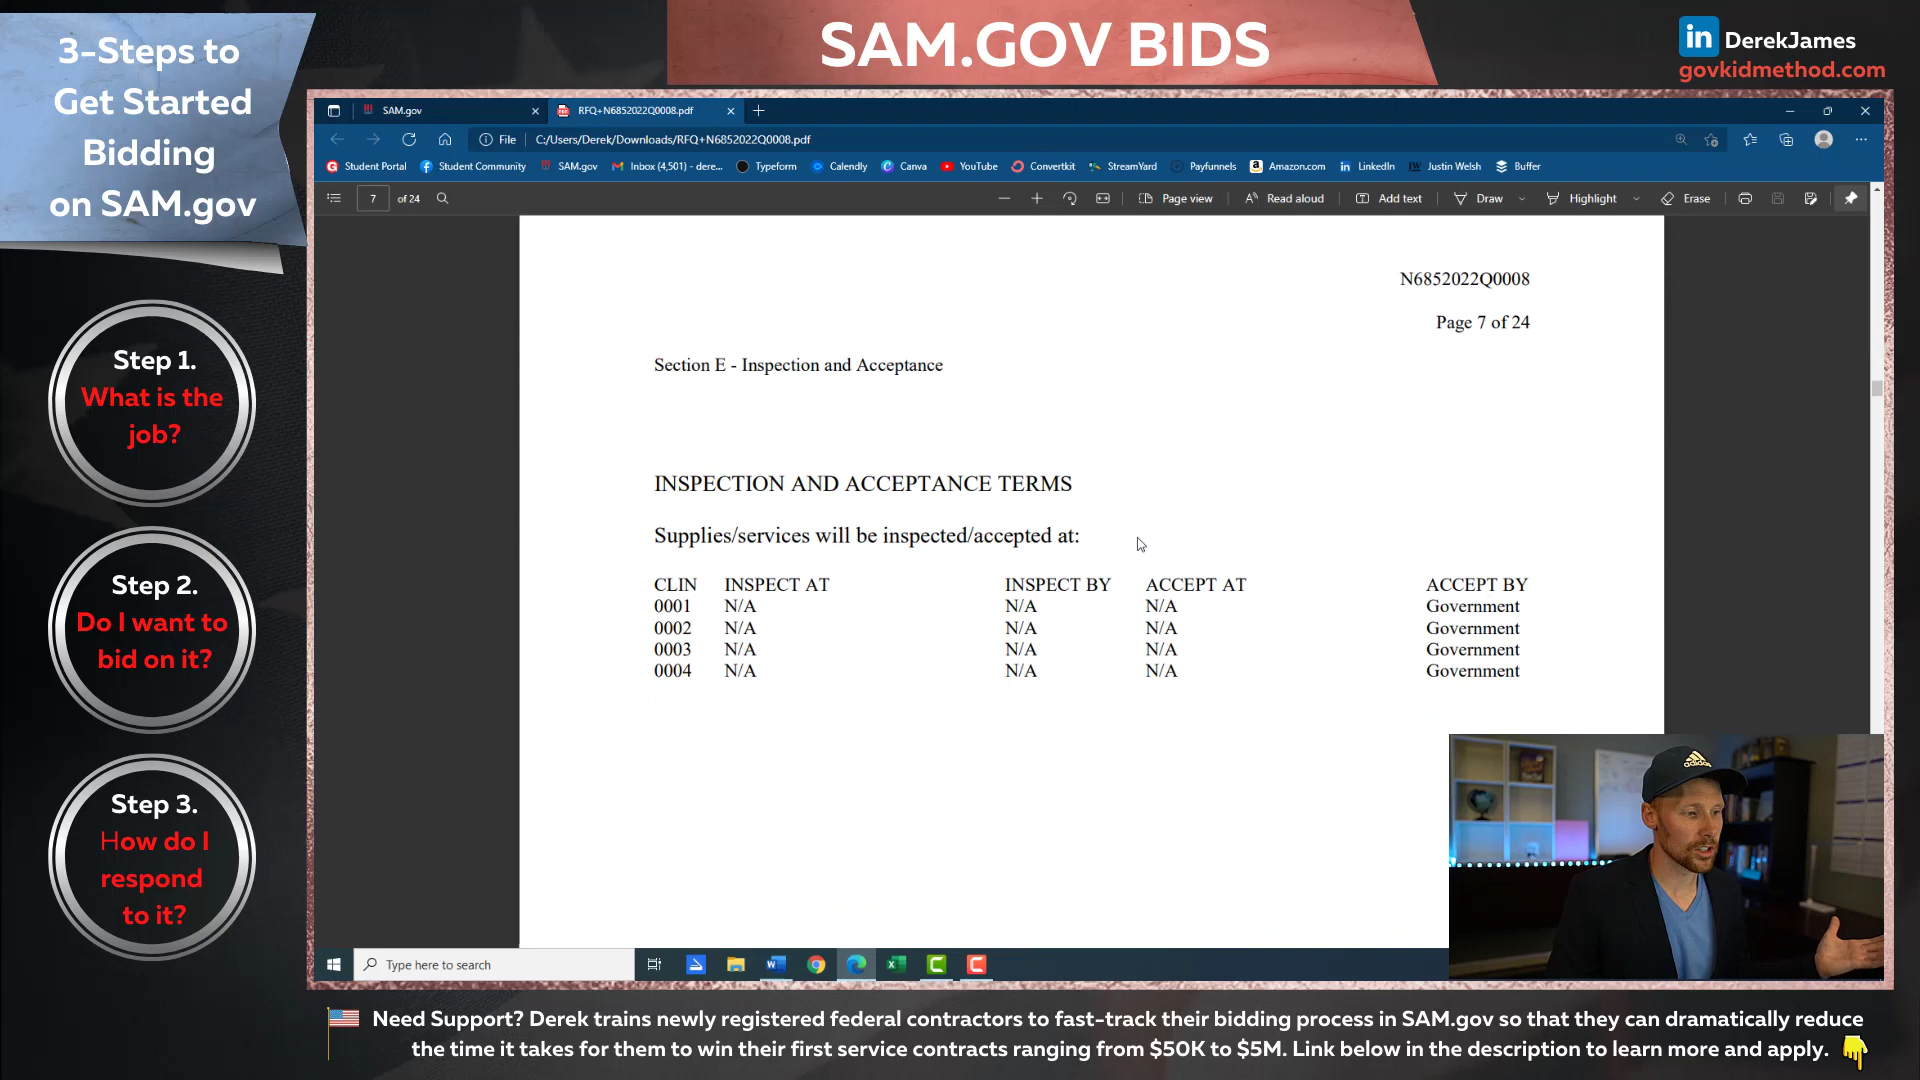 3-Steps to
Get Started
Bidding
on SAM.gov
SAM.GOV BIDS
in DerekJames
govkidmethod.com
Step 1.
What is the
job?
Step 2.
Do I want to
bid on it?
Step 3.
How do I
respond
to it?
SAM.gov
RFQ+N6852022Q0008.pdf
File C:/Users/Derek/Downloads/RFQ+N6852022Q0008.pdf
Student Portal Student Community SAM.gov Inbox (4,501) - dere... Typeform Calendly Canva YouTube Convertkit StreamYard Payfunnels Amazon.com LinkedIn Justin Welsh Buffer
7 of 24 Page view Read aloud Add text Draw Highlight Erase
N6852022Q0008
Page 7 of 24
Section E - Inspection and Acceptance
INSPECTION AND ACCEPTANCE TERMS
Supplies/services will be inspected/accepted at:
CLIN INSPECT AT INSPECT BY ACCEPT AT ACCEPT BY
0001 N/A N/A N/A Government
0002 N/A N/A N/A Government
0003 N/A N/A N/A Government
0004 N/A N/A N/A Government
adidas
Type here to search
Need Support? Derek trains newly registered federal contractors to fast-track their bidding process in SAM.gov so that they can dramatically reduce
the time it takes for them to win their first service contracts ranging from $50K to $5M. Link below in the description to learn more and apply.